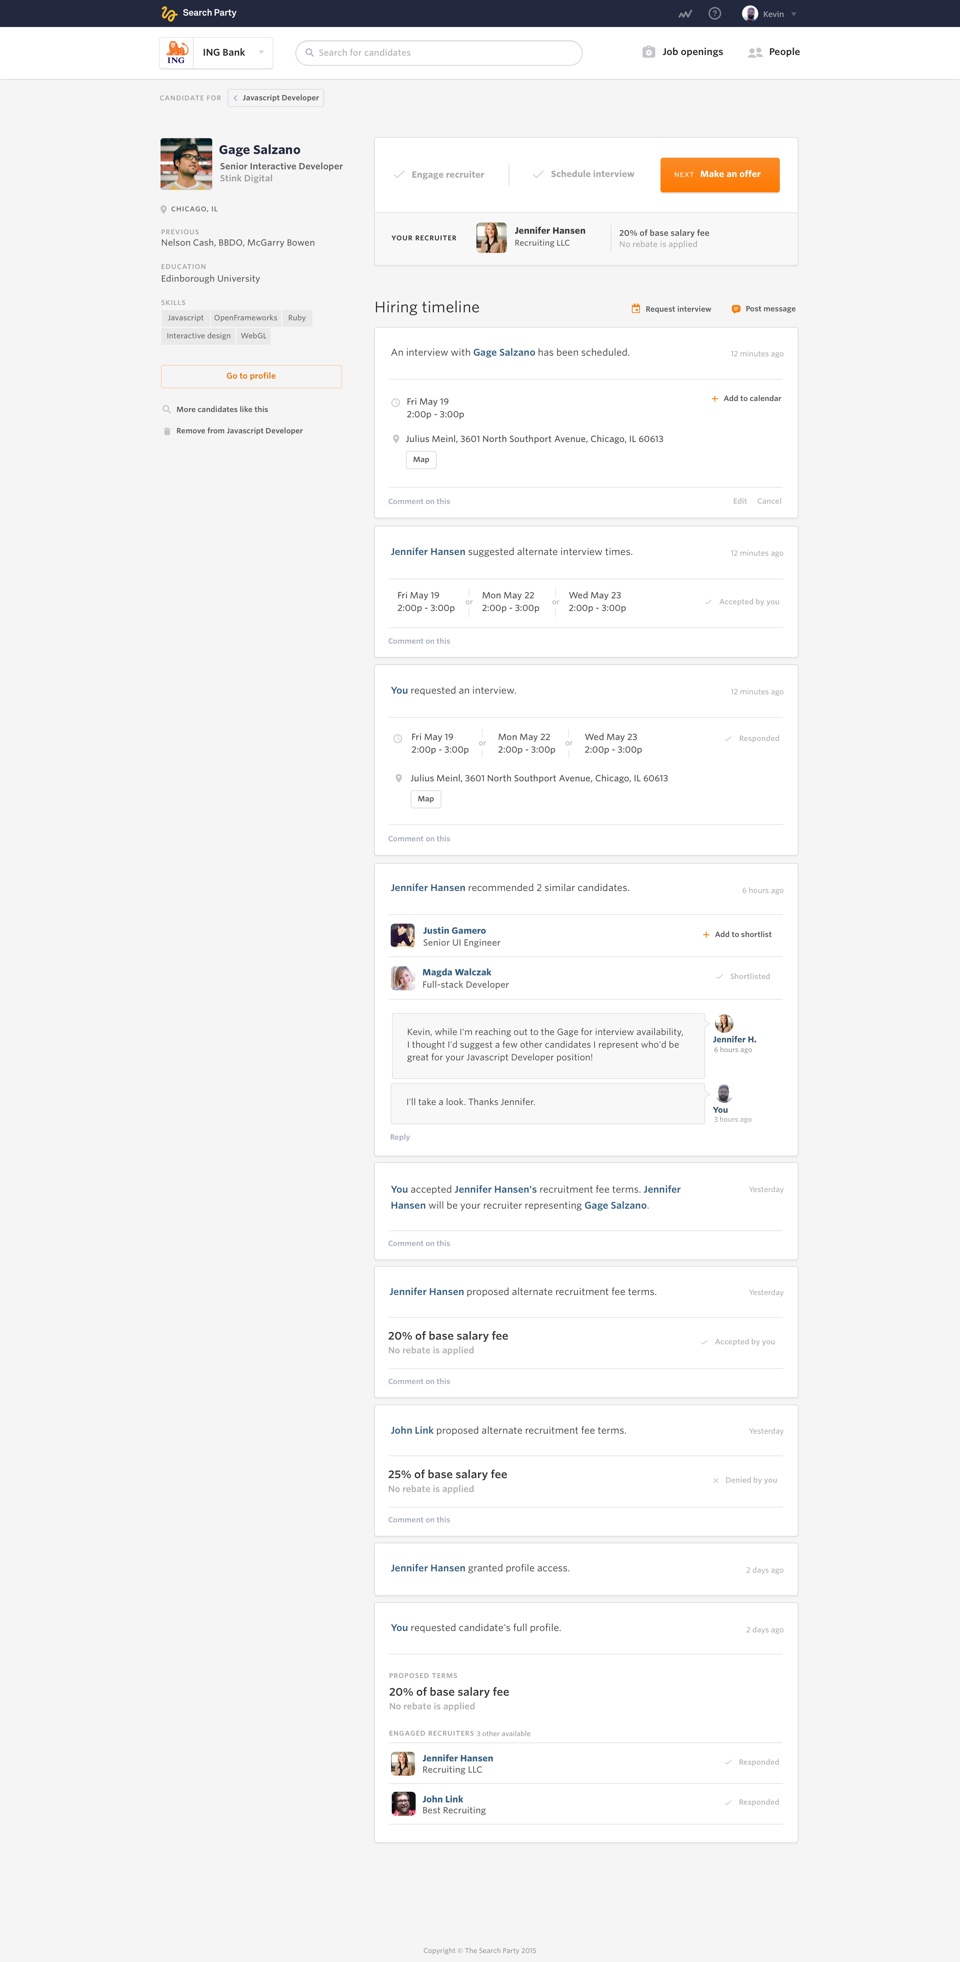 Search Party
Kevin
ING
ING Bank
Search for candidates
Job openings
People
CANDIDATE FOR
Javascript Developer
Gage Salzano
Senior Interactive Developer
Stink Digital
CHICAGO, IL
PREVIOUS
Nelson Cash, BBDO, McGarry Bowen
EDUCATION
Edinborough University
SKILLS
Javascript OpenFrameworks Ruby
Interactive design WebGL
Go to profile
More candidates like this
Remove from Javascript Developer
Engage recruiter
Schedule interview
NEXT Make an offer
YOUR RECRUITER
Jennifer Hansen
Recruiting LLC
20% of base salary fee
No rebate is applied
Hiring timeline
Request interview
Post message
An interview with Gage Salzano has been scheduled.
12 minutes ago
Fri May 19
2:00p - 3:00p
+ Add to calendar
Julius Meinl, 3601 North Southport Avenue, Chicago, IL 60613
Map
Comment on this
Edit Cancel
Jennifer Hansen suggested alternate interview times.
12 minutes ago
Fri May 19
2:00p - 3:00p
or
Mon May 22
2:00p - 3:00p
or
Wed May 23
2:00p - 3:00p
Accepted by you
Comment on this
You requested an interview.
12 minutes ago
Fri May 19
2:00p - 3:00p
or
Mon May 22
2:00p - 3:00p
or
Wed May 23
2:00p - 3:00p
Responded
Julius Meinl, 3601 North Southport Avenue, Chicago, IL 60613
Map
Comment on this
Jennifer Hansen recommended 2 similar candidates.
6 hours ago
Justin Gamero
Senior UI Engineer
+ Add to shortlist
Magda Walczak
Full-stack Developer
Shortlisted
Kevin, while I'm reaching out to the Gage for interview availability,
I thought I'd suggest a few other candidates I represent who'd be
great for your Javascript Developer position!
Jennifer H.
6 hours ago
I'll take a look. Thanks Jennifer.
You
3 hours ago
Reply
You accepted Jennifer Hansen's recruitment fee terms. Jennifer
Hansen will be your recruiter representing Gage Salzano.
Yesterday
Comment on this
Jennifer Hansen proposed alternate recruitment fee terms.
Yesterday
20% of base salary fee
No rebate is applied
Accepted by you
Comment on this
John Link proposed alternate recruitment fee terms.
Yesterday
25% of base salary fee
No rebate is applied
Denied by you
Comment on this
Jennifer Hansen granted profile access.
2 days ago
You requested candidate's full profile.
2 days ago
PROPOSED TERMS
20% of base salary fee
No rebate is applied
ENGAGED RECRUITERS 3 other available
Jennifer Hansen
Recruiting LLC
Responded
John Link
Best Recruiting
Responded
Copyright © The Search Party 2015